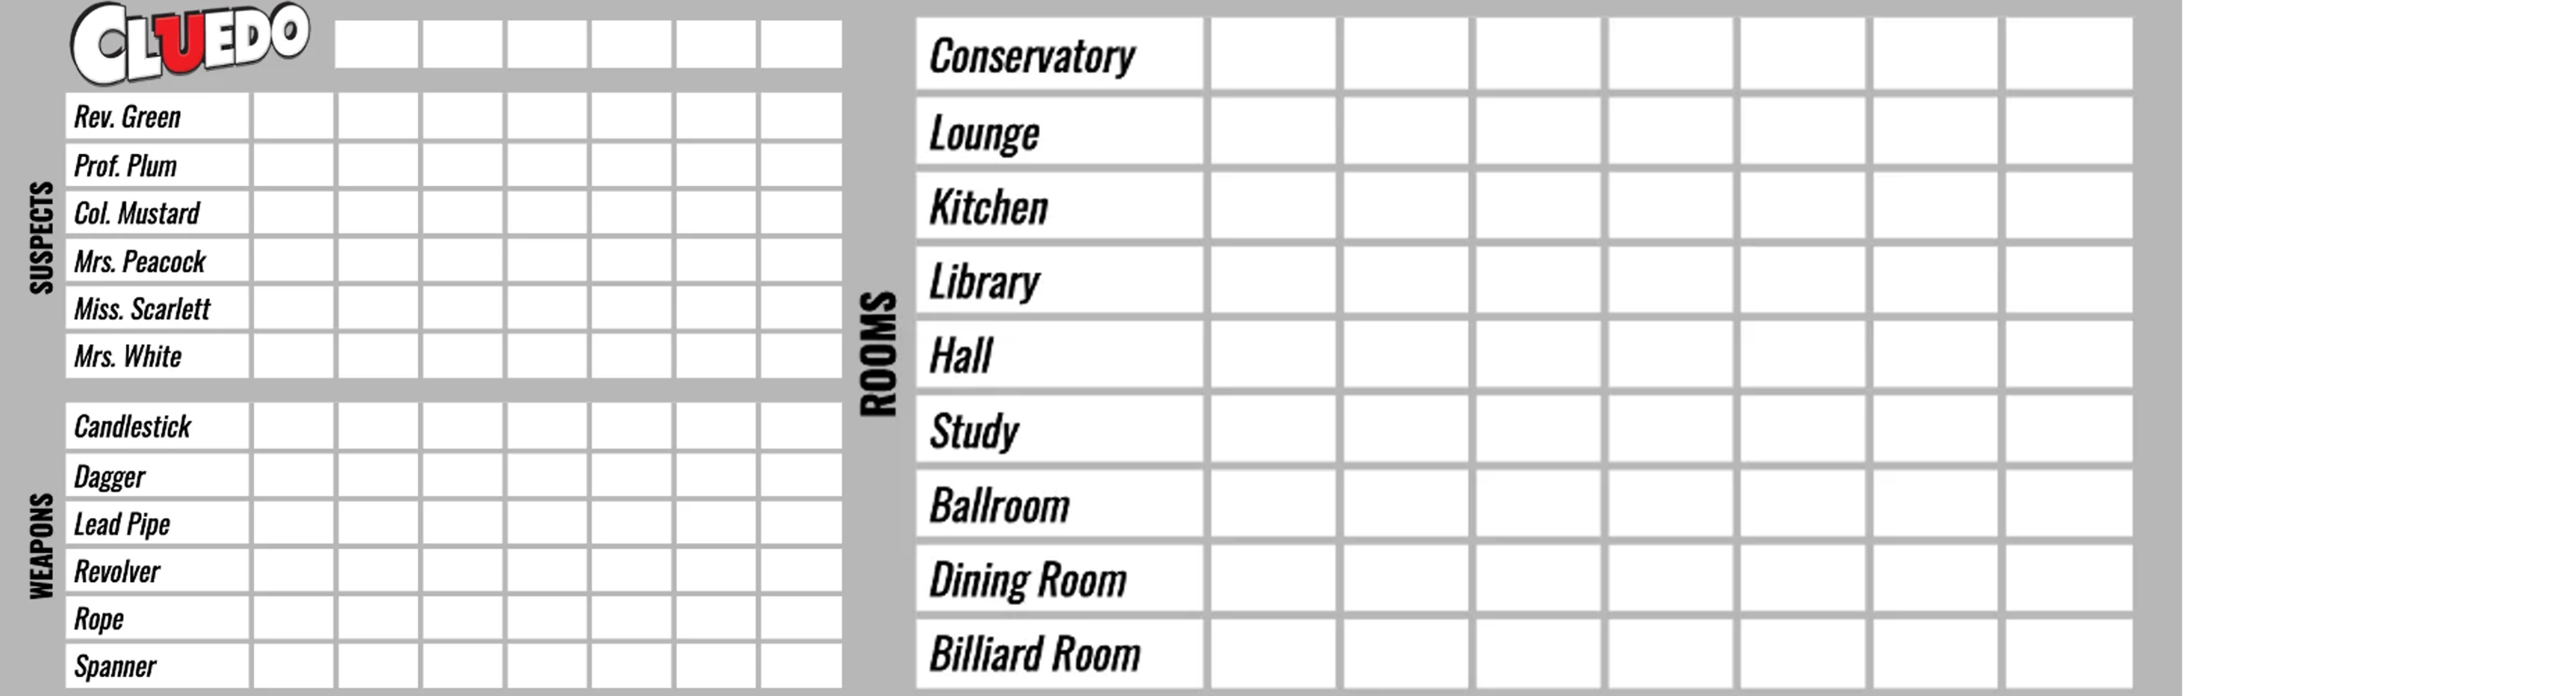 CLUEDO
SUSPECTS
Rev. Green
Prof. Plum
Col. Mustard
Mrs. Peacock
Miss. Scarlett
Mrs. White
WEAPONS
Candlestick
Dagger
Lead Pipe
Revolver
Rope
Spanner
ROOMS
Conservatory
Lounge
Kitchen
Library
Hall
Study
Ballroom
Dining Room
Billiard Room